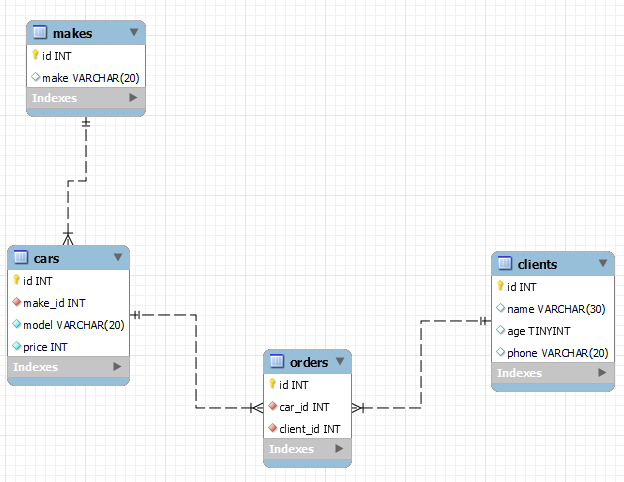 makes
id INT
make VARCHAR(20)
Indexes
cars
id INT
make_id INT
model VARCHAR(20)
price INT
Indexes
orders
id INT
car_id INT
client_id INT
Indexes
clients
id INT
name VARCHAR(30)
age TINYINT
phone VARCHAR(20)
Indexes